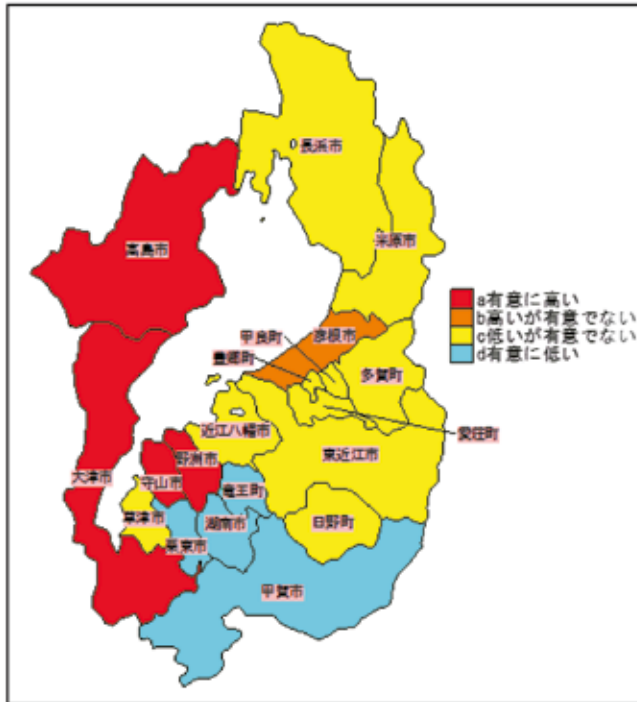 長浜市
米原市
高島市
a有意に高い
b高いが有意でない
c低いが有意でない
d有意に低い
甲良町
彦根市
豊郷町
多賀町
近江八幡市
愛荘町
東近江市
野洲市
大津市
守山市
竜王町
草津市
湖南市
日野町
栗東市
甲賀市